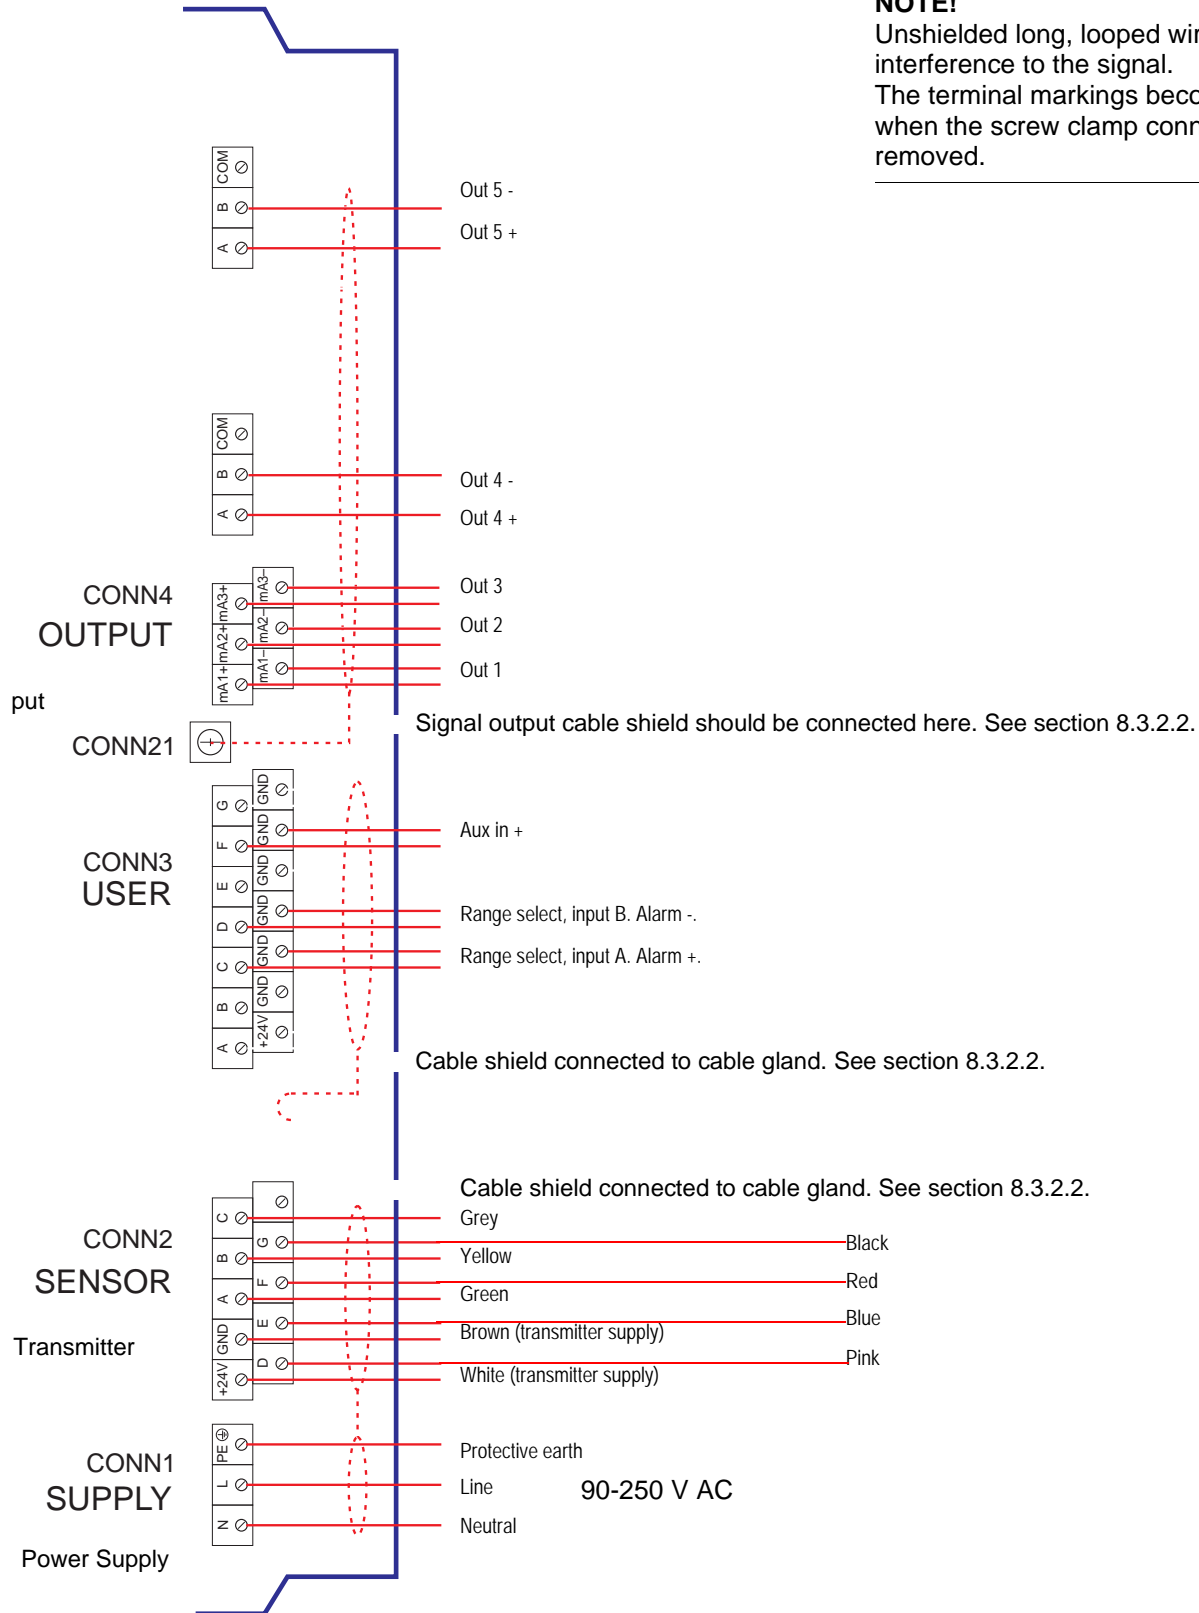 NOTE!
Unshielded long, looped wir
interference to the signal.
The terminal markings beco
when the screw clamp conn
removed.
COM
B
A
Out 5 -
Out 5 +
COM
B
A
Out 4 -
Out 4 +
CONN4
OUTPUT
mA3+
mA2+
mA1+
mA3–
mA2–
mA1–
Out 3
Out 2
Out 1
put
CONN21
Signal output cable shield should be connected here. See section 8.3.2.2.
CONN3
USER
G
F
E
D
C
B
A
GND
GND
GND
GND
GND
GND
+24V
Aux in +
Range select, input B. Alarm -.
Range select, input A. Alarm +.
Cable shield connected to cable gland. See section 8.3.2.2.
Cable shield connected to cable gland. See section 8.3.2.2.
CONN2
SENSOR
Transmitter
C
B
A
GND
+24V
G
F
E
D
Grey
Yellow
Green
Brown (transmitter supply)
White (transmitter supply)
Black
Red
Blue
Pink
CONN1
SUPPLY
Power Supply
PE
L
N
Protective earth
Line
90-250 V AC
Neutral